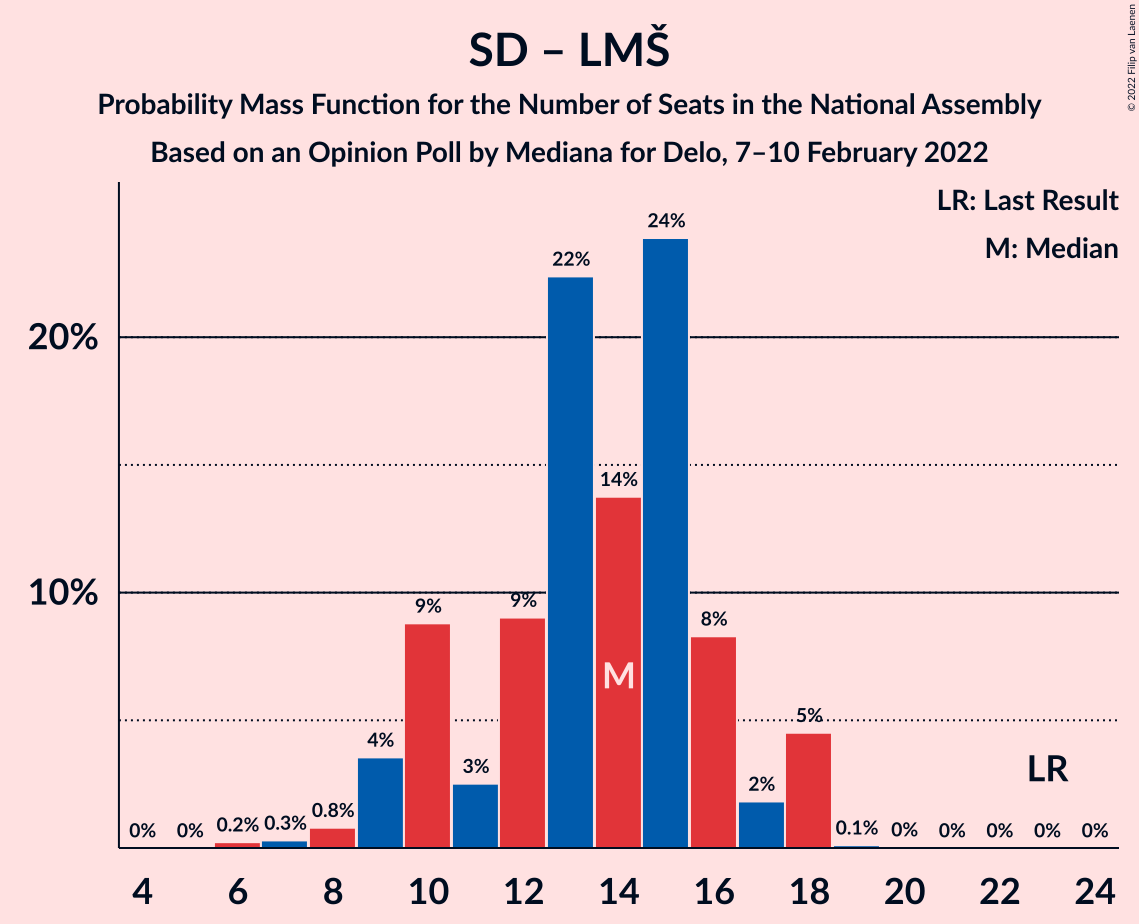 SD – LMŠ
Probability Mass Function for the Number of Seats in the National Assembly
Based on an Opinion Poll by Mediana for Delo, 7–10 February 2022
© 2022 Filip van Laenen
LR: Last Result
M: Median
20%
10%
0%
0%
0.2%
0.3%
0.8%
4%
9%
3%
9%
22%
14%
24%
8%
2%
5%
0.1%
0%
0%
0%
0%
0%
M
LR
4 6 8 10 12 14 16 18 20 22 24